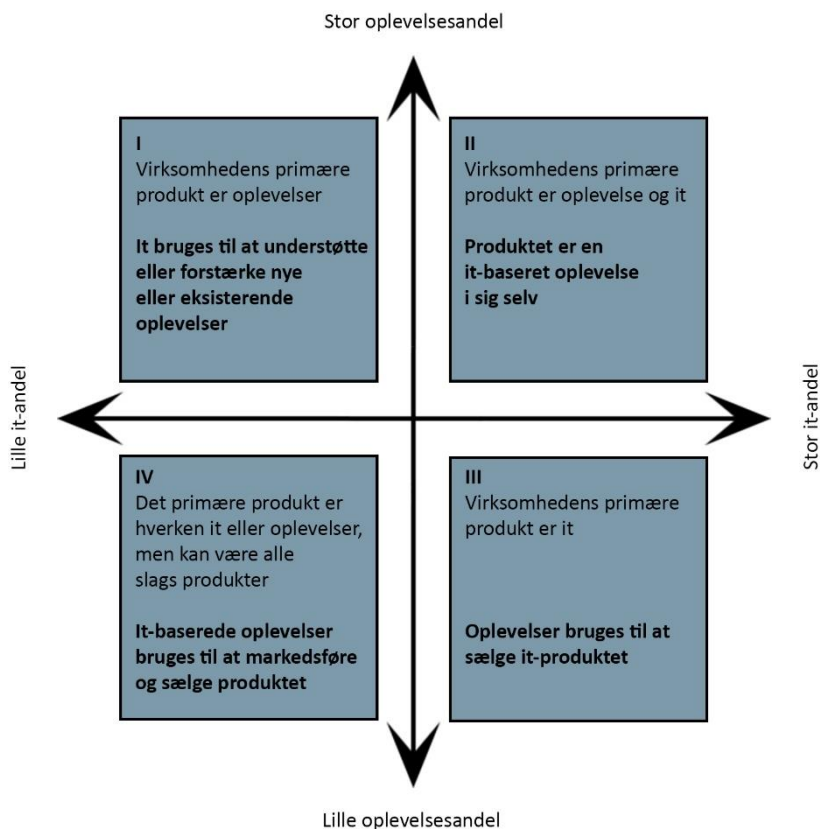 Stor oplevelsesandel
I
Virksomhedens primære
produkt er oplevelser
It bruges til at understøtte
eller forstærke nye
eller eksisterende
oplevelser
II
Virksomhedens primære
produkt er oplevelse og it
Produktet er en
it-baseret oplevelse
i sig selv
Lille it-andel
Stor it-andel
IV
Det primære produkt er
hverken it eller oplevelser,
men kan være alle
slags produkter
It-baserede oplevelser
bruges til at markedsføre
og sælge produktet
III
Virksomhedens primære
produkt er it
Oplevelser bruges til at
sælge it-produktet
Lille oplevelsesandel